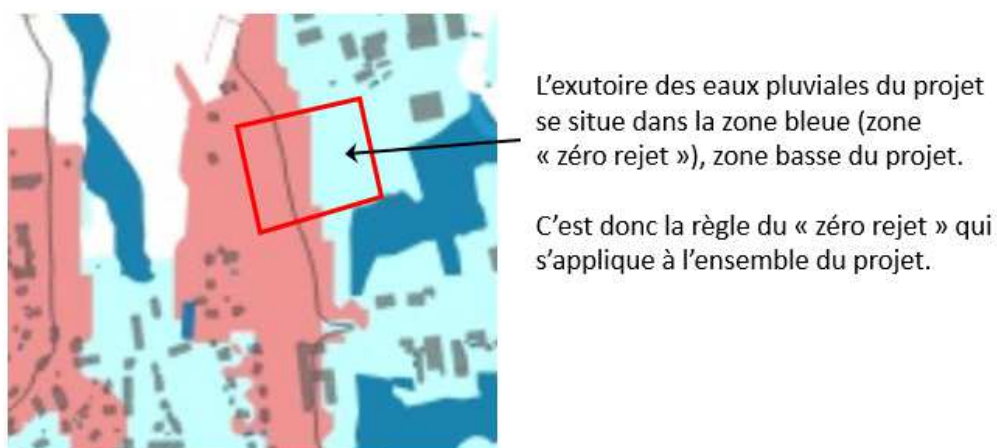 L’exutoire des eaux pluviales du projet
se situe dans la zone bleue (zone
« zéro rejet »), zone basse du projet.
C’est donc la règle du « zéro rejet » qui
s’applique à l’ensemble du projet.